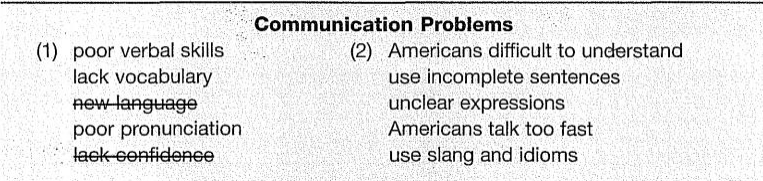 Communication Problems
(1) poor verbal skills (2) Americans difficult to understand
lack vocabulary use incomplete sentences
new language unclear expressions
poor pronunciation Americans talk too fast
lack confidence use slang and idioms